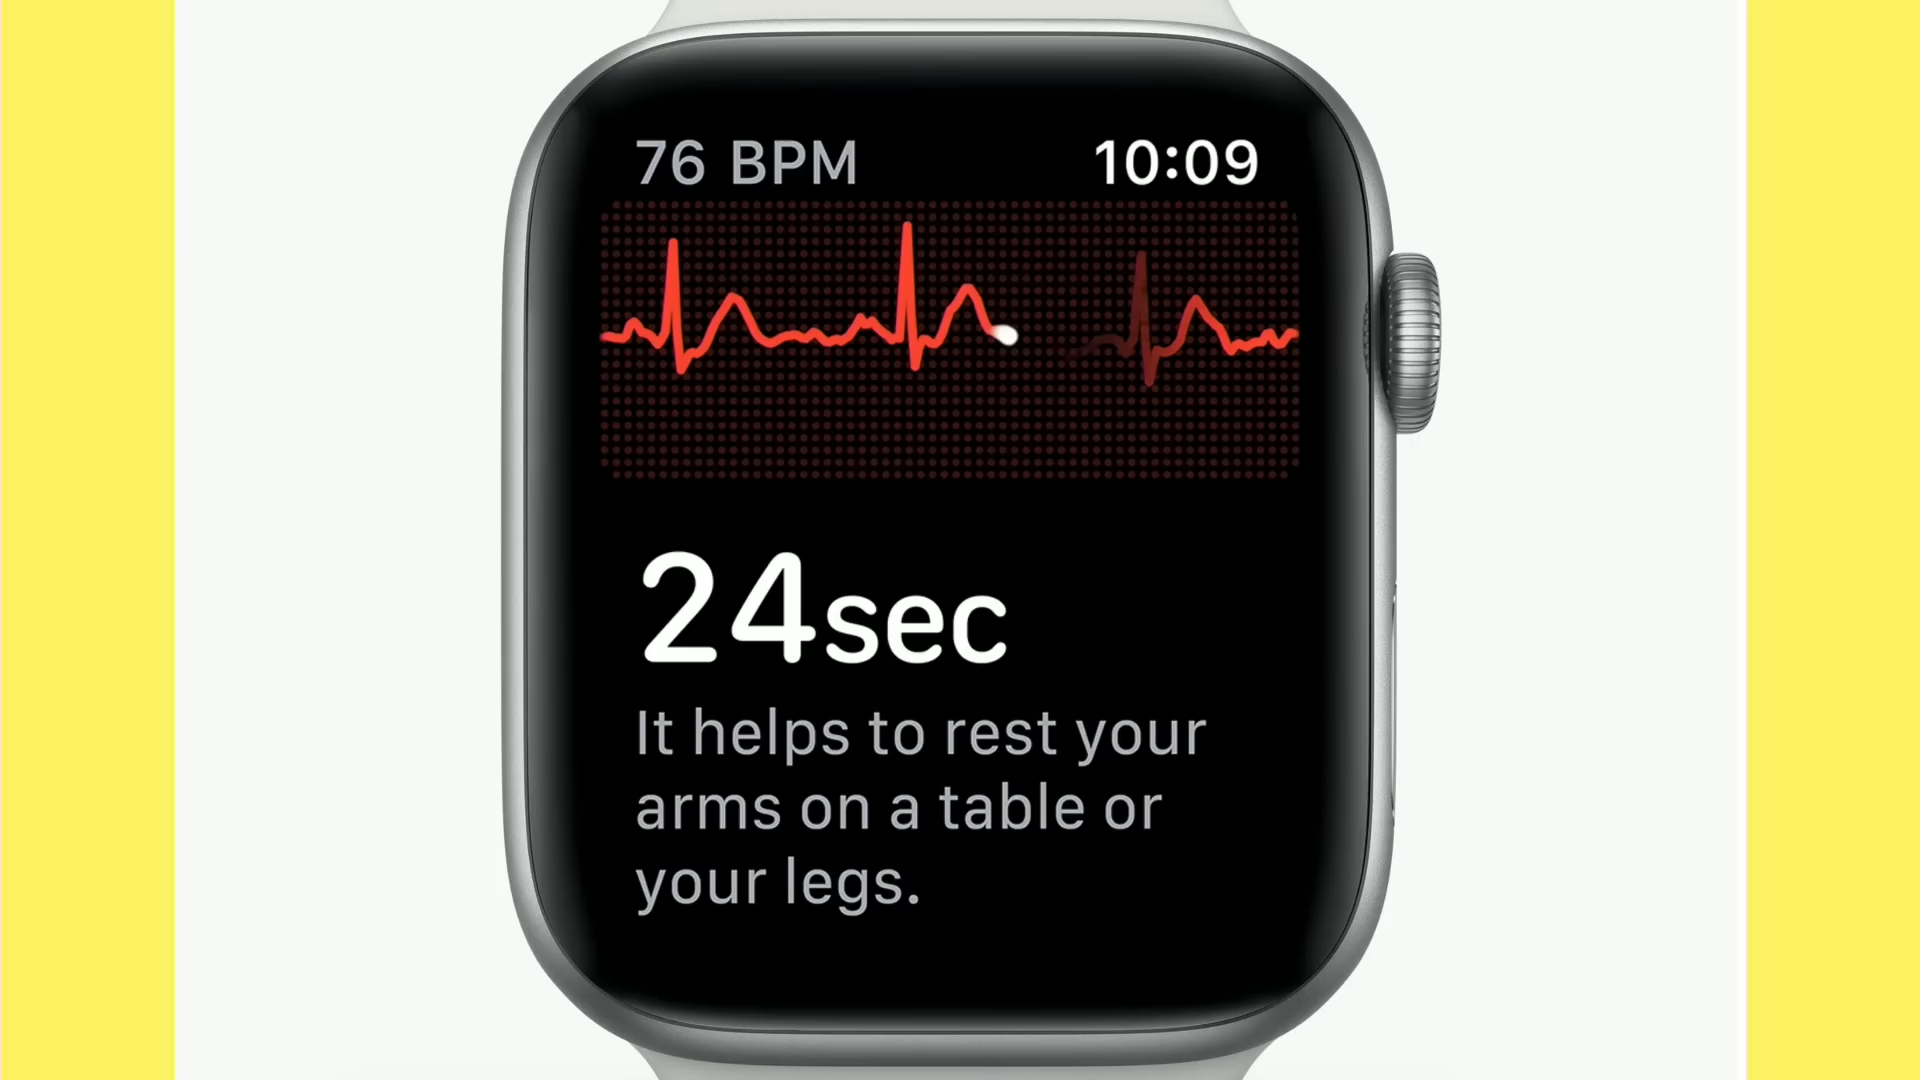 76 BPM 10:09
24sec
It helps to rest your
arms on a table or
your legs.